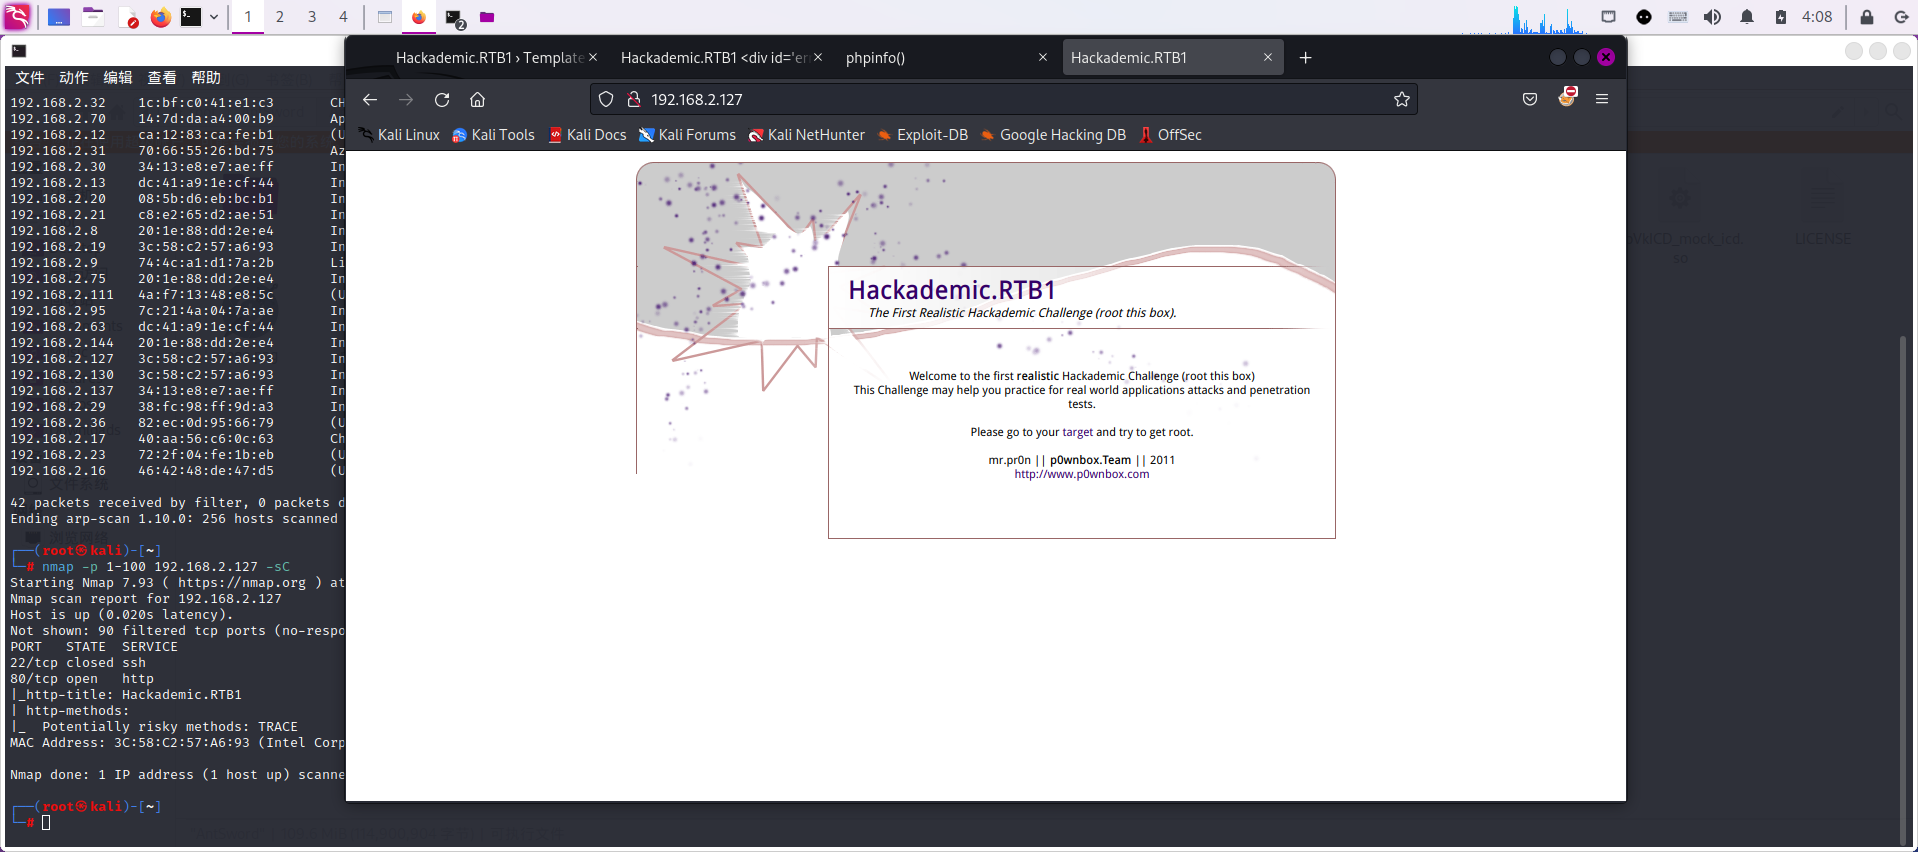 1 2 3 4
2
4:08
文件 动作 编辑 查看 帮助
192.168.2.32 1c:bf:c0:41:e1:c3 CH
192.168.2.70 14:7d:da:a4:00:b9 Ap
192.168.2.12 ca:12:83:ca:fe:b1 (U
192.168.2.31 70:66:55:26:bd:75 Az
192.168.2.30 34:13:e8:e7:ae:ff In
192.168.2.13 dc:41:a9:1e:cf:44 In
192.168.2.20 08:5b:d6:eb:bc:b1 In
192.168.2.21 c8:e2:65:d2:ae:51 In
192.168.2.8 20:1e:88:dd:2e:e4 In
192.168.2.19 3c:58:c2:57:a6:93 In
192.168.2.9 74:4c:a1:d1:7a:2b Li
192.168.2.75 20:1e:88:dd:2e:e4 In
192.168.2.111 4a:f7:13:48:e8:5c (U
192.168.2.95 7c:21:4a:04:7a:ae In
192.168.2.63 dc:41:a9:1e:cf:44 In
192.168.2.144 20:1e:88:dd:2e:e4 In
192.168.2.127 3c:58:c2:57:a6:93 In
192.168.2.130 3c:58:c2:57:a6:93 In
192.168.2.137 34:13:e8:e7:ae:ff In
192.168.2.29 38:fc:98:ff:9d:a3 In
192.168.2.36 82:ec:0d:95:66:79 (U
192.168.2.17 40:aa:56:c6:0c:63 Ch
192.168.2.23 72:2f:04:fe:1b:eb (U
192.168.2.16 46:42:48:de:47:d5 (U
42 packets received by filter, 0 packets d
Ending arp-scan 1.10.0: 256 hosts scanned
┌──(root㉿kali)-[~]
└─# nmap -p 1-100 192.168.2.127 -sC
Starting Nmap 7.93 ( https://nmap.org ) at
Nmap scan report for 192.168.2.127
Host is up (0.020s latency).
Not shown: 90 filtered tcp ports (no-respo
PORT STATE SERVICE
22/tcp closed ssh
80/tcp open http
|_http-title: Hackademic.RTB1
| http-methods:
|_ Potentially risky methods: TRACE
MAC Address: 3C:58:C2:57:A6:93 (Intel Corp
Nmap done: 1 IP address (1 host up) scanne
┌──(root㉿kali)-[~]
└─#
Hackademic.RTB1 › Template
Hackademic.RTB1 <div id='err
phpinfo()
Hackademic.RTB1
192.168.2.127
Kali Linux Kali Tools Kali Docs Kali Forums Kali NetHunter Exploit-DB Google Hacking DB OffSec
Hackademic.RTB1
The First Realistic Hackademic Challenge (root this box).
Welcome to the first realistic Hackademic Challenge (root this box)
This Challenge may help you practice for real world applications attacks and penetration
tests.
Please go to your target and try to get root.
mr.pr0n || p0wnbox.Team || 2011
http://www.p0wnbox.com
LICENSE
文件系统
浏览网络